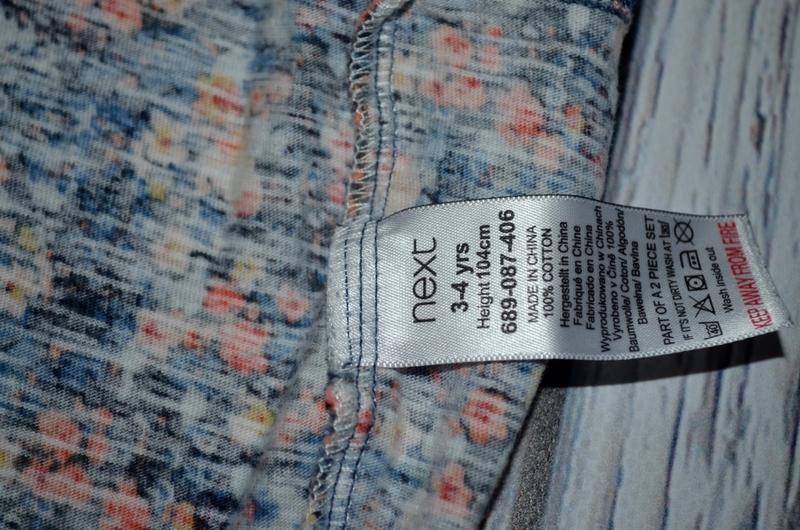 next
3-4 yrs
Height 104cm
689-087-406
MADE IN CHINA
100% COTTON
Hergestellt in China
Fabriqué en Chine
Fabricado en China
Wyprodukowano w Chinach
Vyrobeno v Číně 100%
Baumwolle/ Coton/ Algodón/
Bawełna/ Bavlna
PART OF A 2 PIECE SET
IF IT'S NOT DIRTY WASH AT 30
40
Wash inside out
KEEP AWAY FROM FIRE